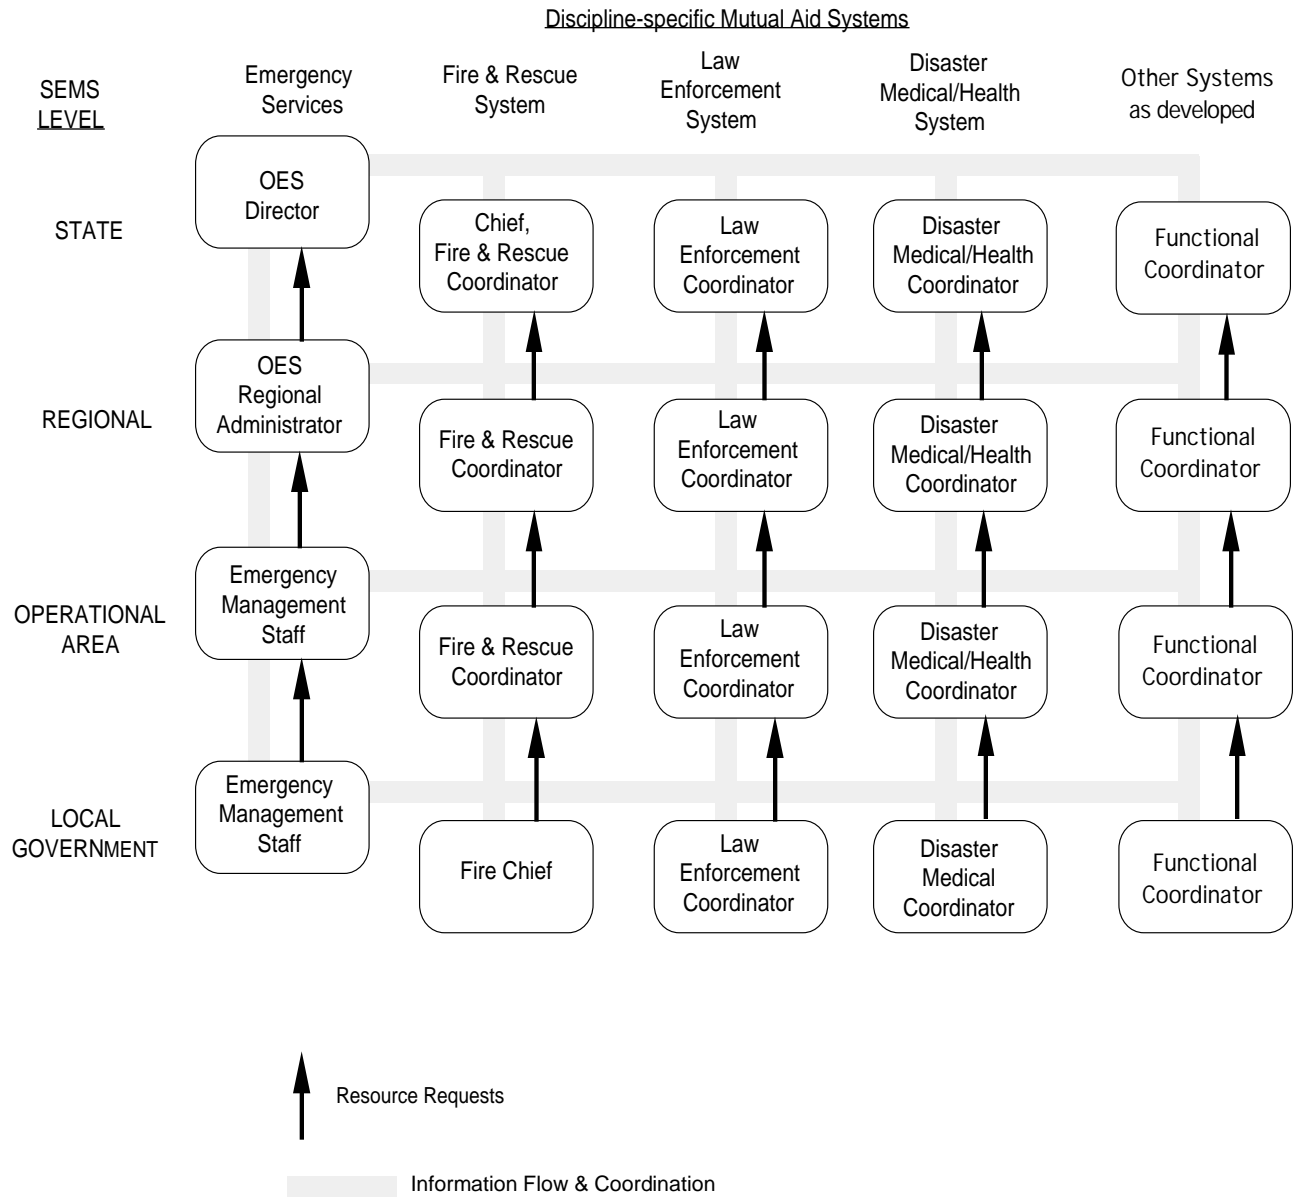 Discipline-specific Mutual Aid Systems
SEMS
LEVEL
Emergency
Services
Fire & Rescue
System
Law
Enforcement
System
Disaster
Medical/Health
System
Other Systems
as developed
STATE
OES
Director
Chief,
Fire & Rescue
Coordinator
Law
Enforcement
Coordinator
Disaster
Medical/Health
Coordinator
Functional
Coordinator
REGIONAL
OES
Regional
Administrator
Fire & Rescue
Coordinator
Law
Enforcement
Coordinator
Disaster
Medical/Health
Coordinator
Functional
Coordinator
OPERATIONAL
AREA
Emergency
Management
Staff
Fire & Rescue
Coordinator
Law
Enforcement
Coordinator
Disaster
Medical/Health
Coordinator
Functional
Coordinator
LOCAL
GOVERNMENT
Emergency
Management
Staff
Fire Chief
Law
Enforcement
Coordinator
Disaster
Medical
Coordinator
Functional
Coordinator
Resource Requests
Information Flow & Coordination